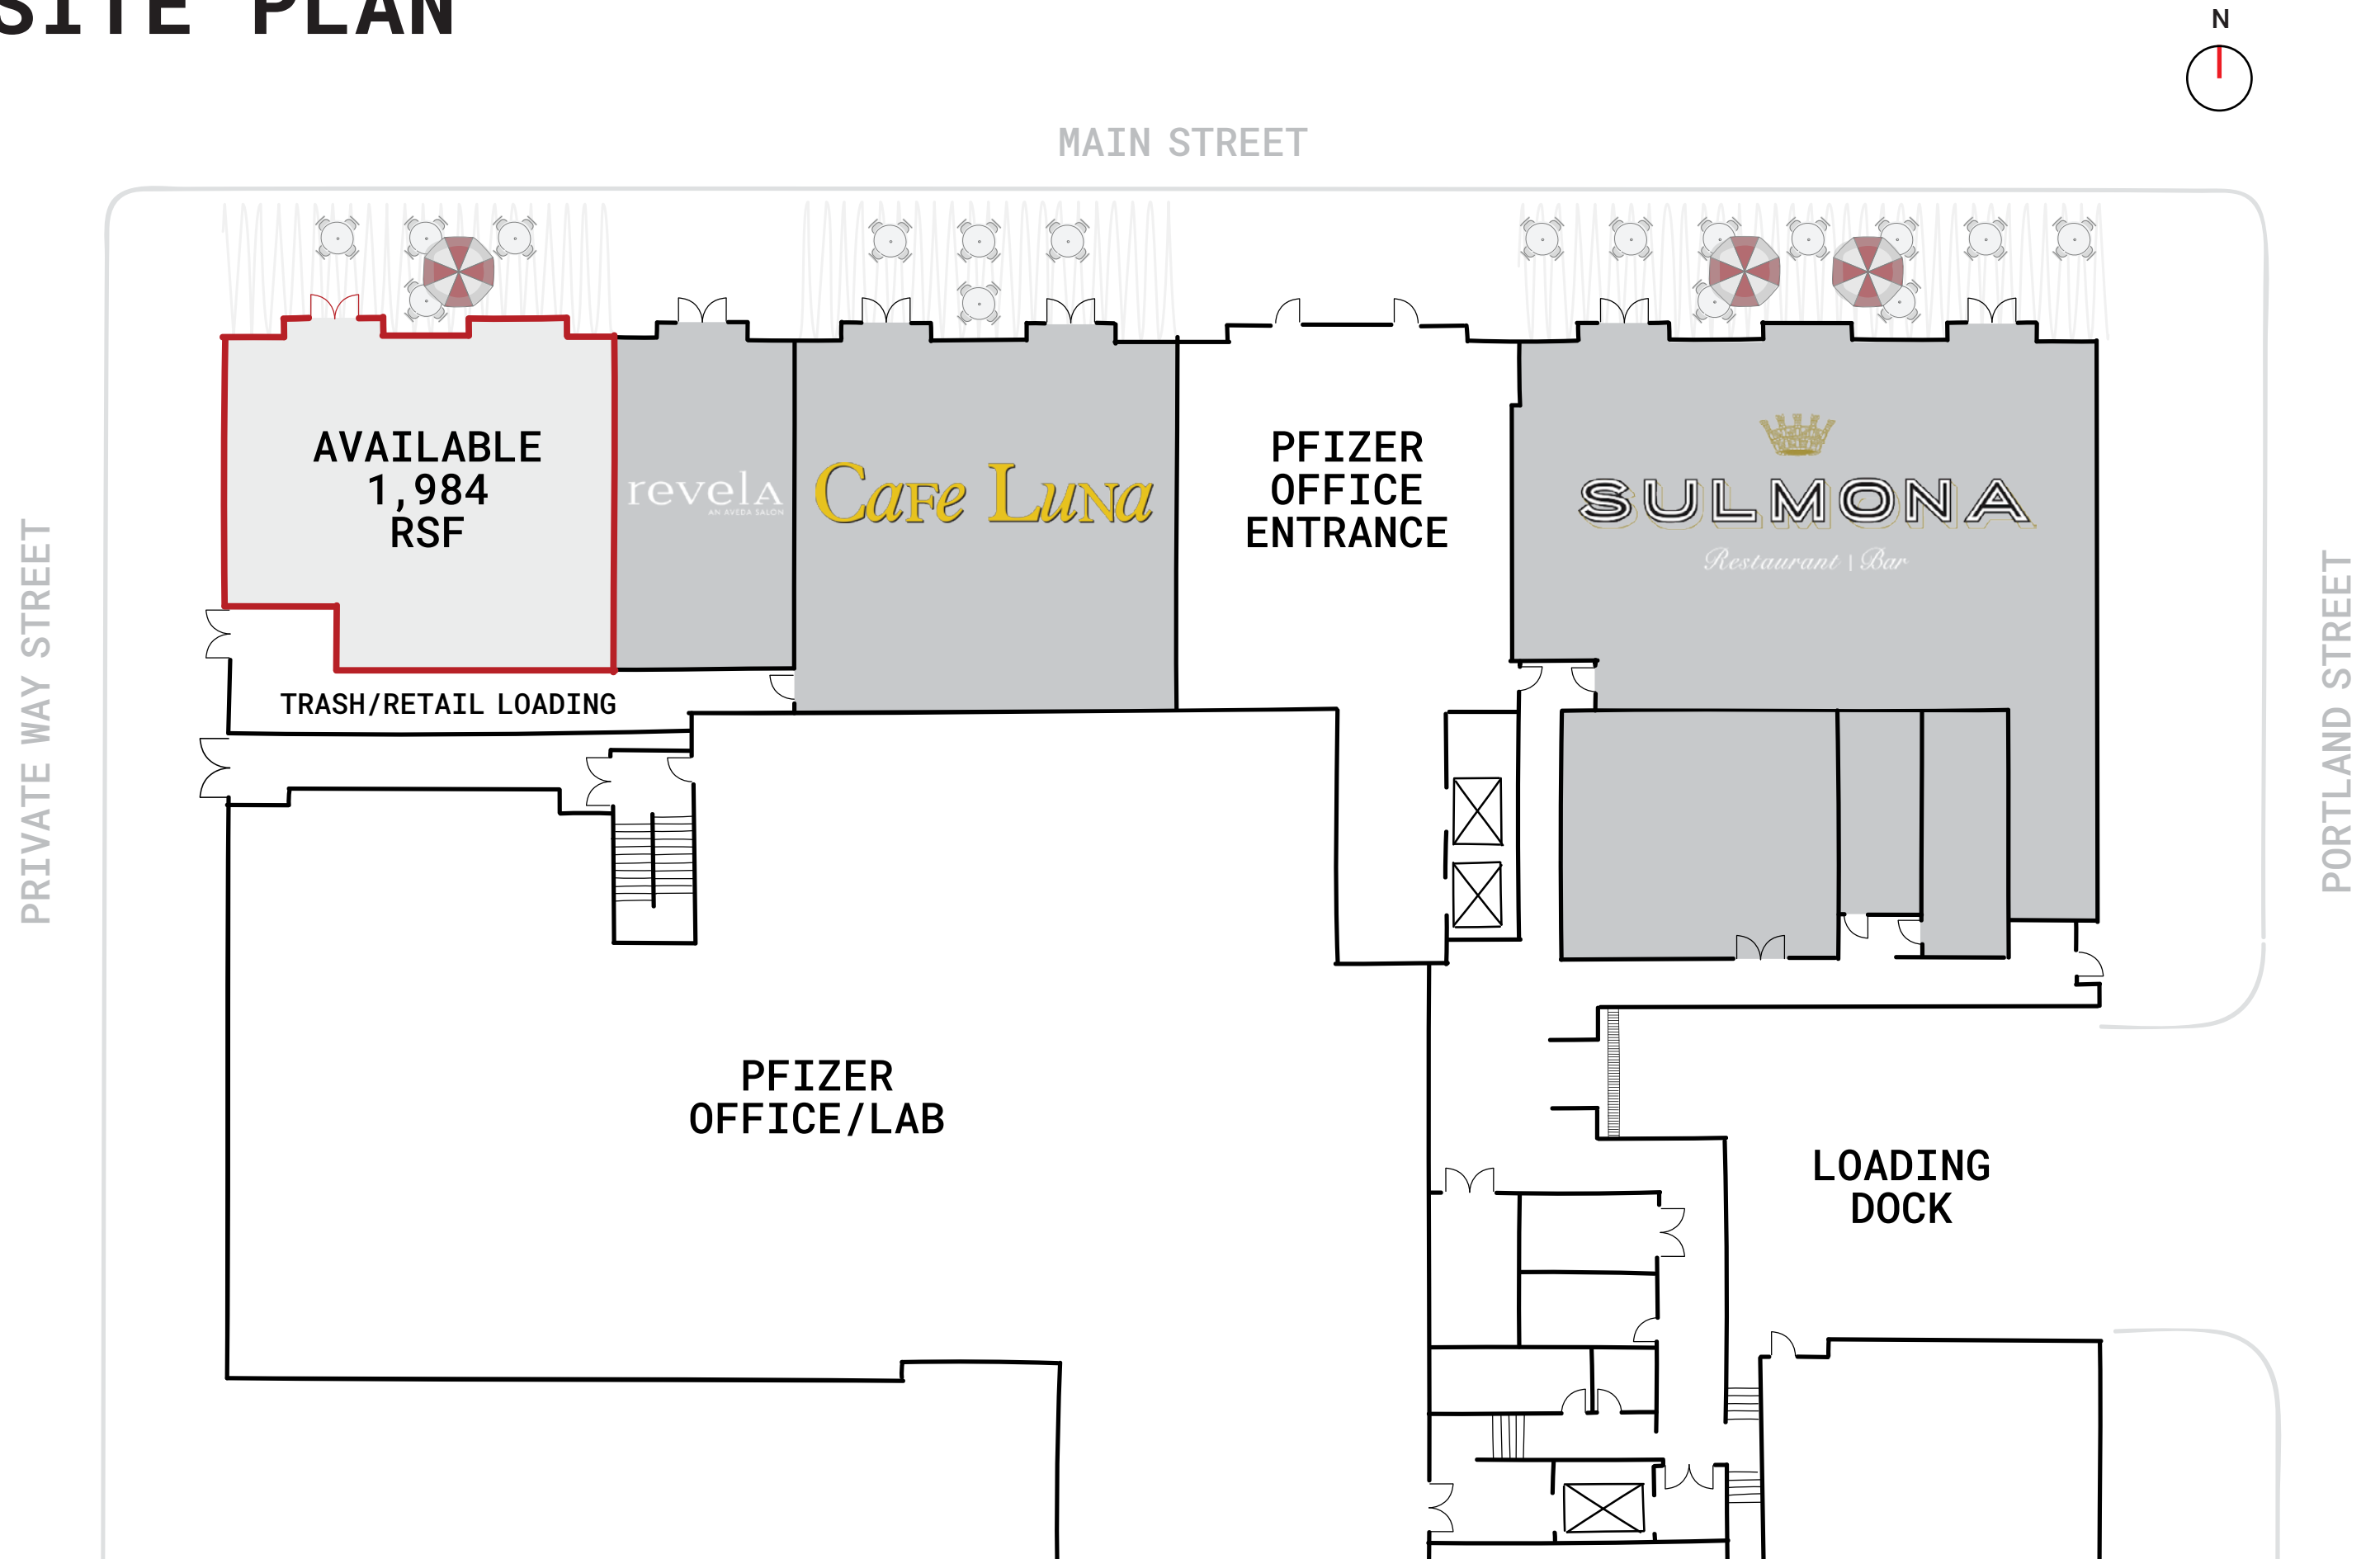 SITE PLAN
N
MAIN STREET
AVAILABLE
1,984
RSF
revelA
AN AVEDA SALON
CaFe LuNa
PFIZER
OFFICE
ENTRANCE
SULMONA
Restaurant | Bar
PRIVATE WAY STREET
PORTLAND STREET
TRASH/RETAIL LOADING
PFIZER
OFFICE/LAB
LOADING
DOCK